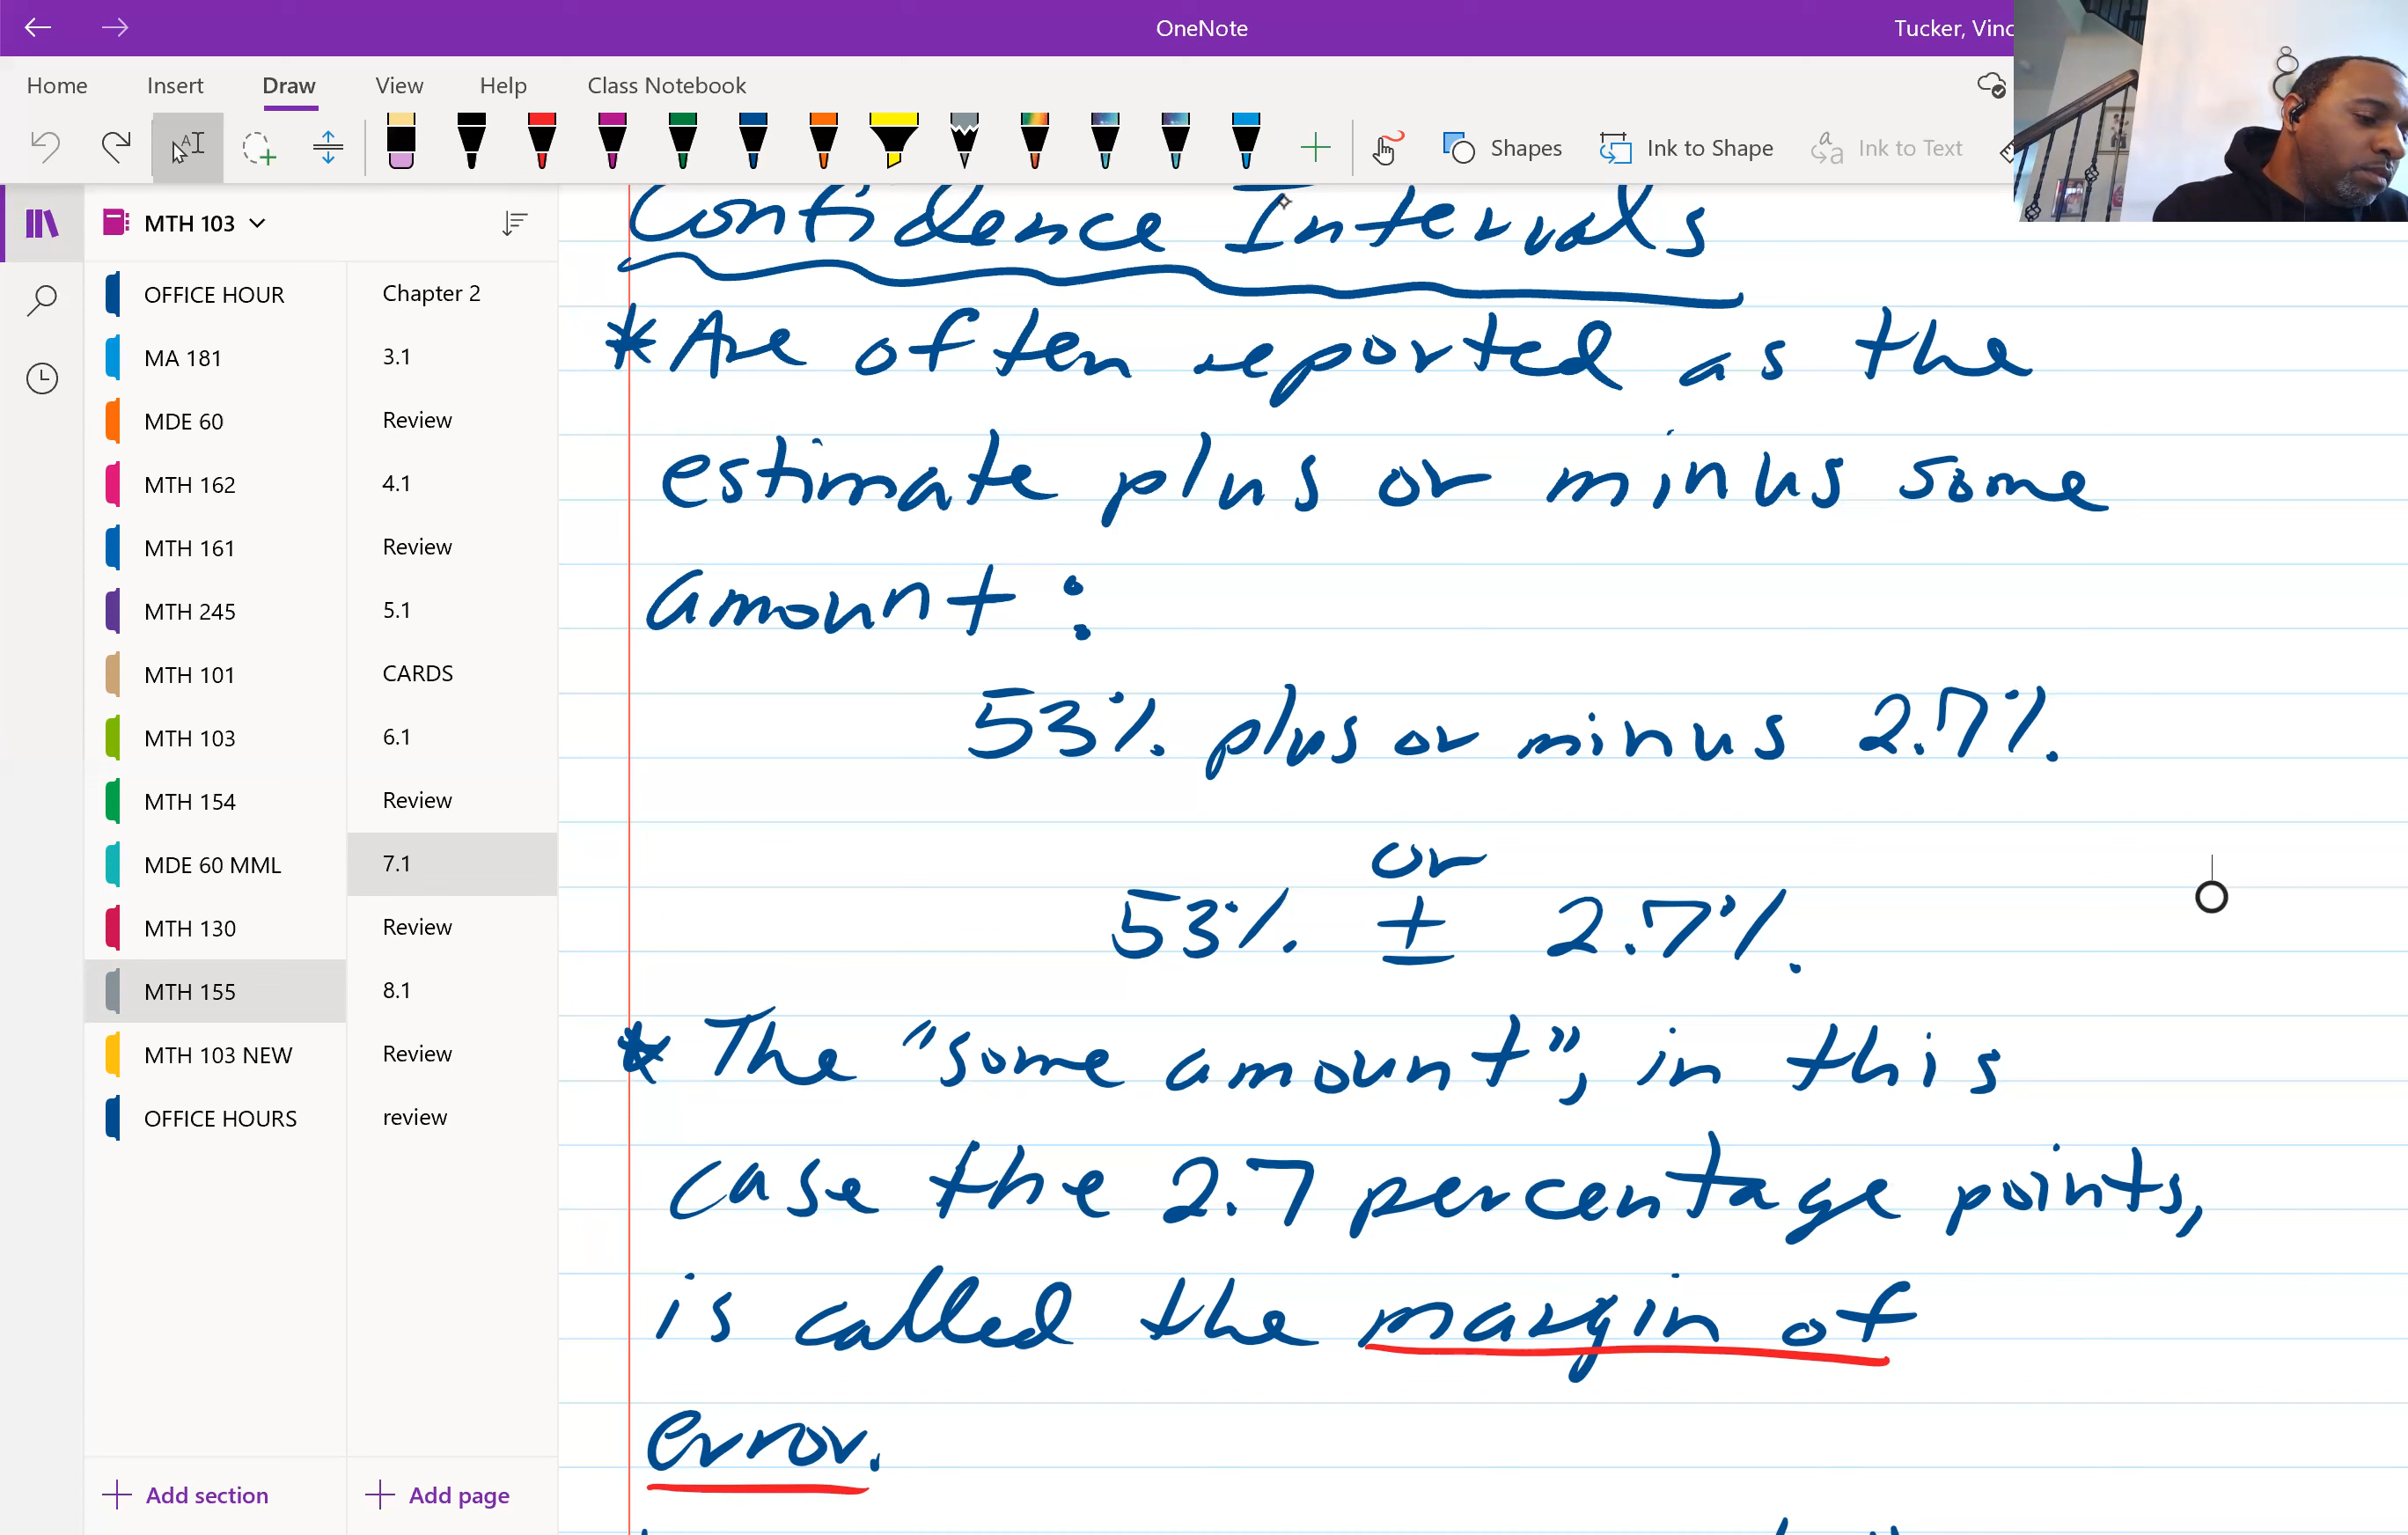 OneNote
Tucker, Vinc
Home Insert Draw View Help Class Notebook
Shapes Ink to Shape Ink to Text
MTH 103
OFFICE HOUR
MA 181
MDE 60
MTH 162
MTH 161
MTH 245
MTH 101
MTH 103
MTH 154
MDE 60 MML
MTH 130
MTH 155
MTH 103 NEW
OFFICE HOURS
Add section
Chapter 2
3.1
Review
4.1
Review
5.1
CARDS
6.1
Review
7.1
Review
8.1
Review
review
Add page
Confidence Intervals
*Are often reported as the
estimate plus or minus some
amount :
53% plus or minus 2.7%
or
53% ± 2.7%
* The "some amount", in this
case the 2.7 percentage points,
is called the margin of
error.